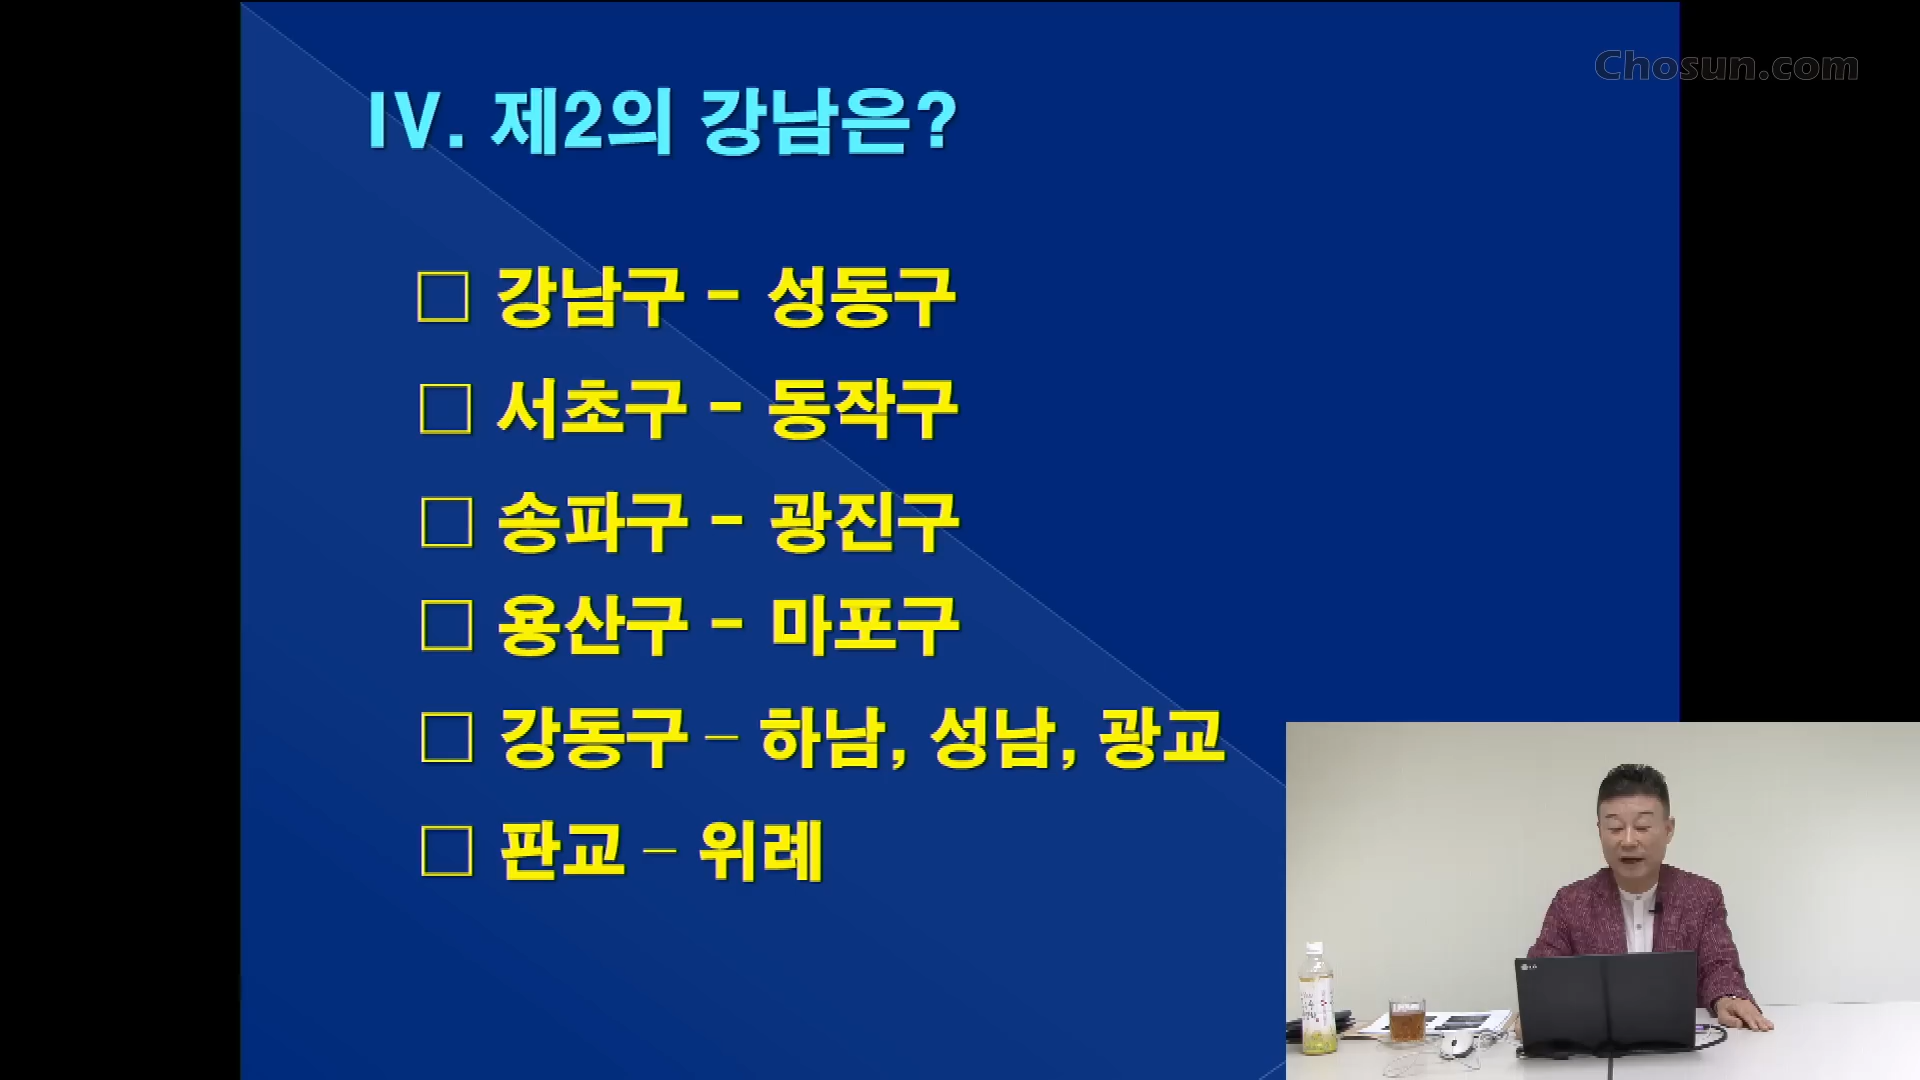 Chosun.com
IV. 제2의 강남은?
□ 강남구 - 성동구
□ 서초구 - 동작구
□ 송파구 - 광진구
□ 용산구 - 마포구
□ 강동구 – 하남, 성남, 광교
□ 판교 – 위례